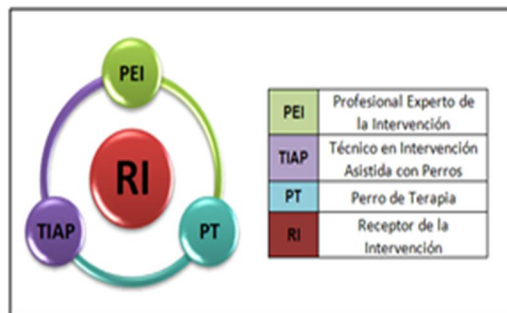 PEI
RI
TIAP
PT
PEI
Profesional Experto de
la Intervención
TIAP
Técnico en Intervención
Asistida con Perros
PT
Perro de Terapia
RI
Receptor de la
Intervención